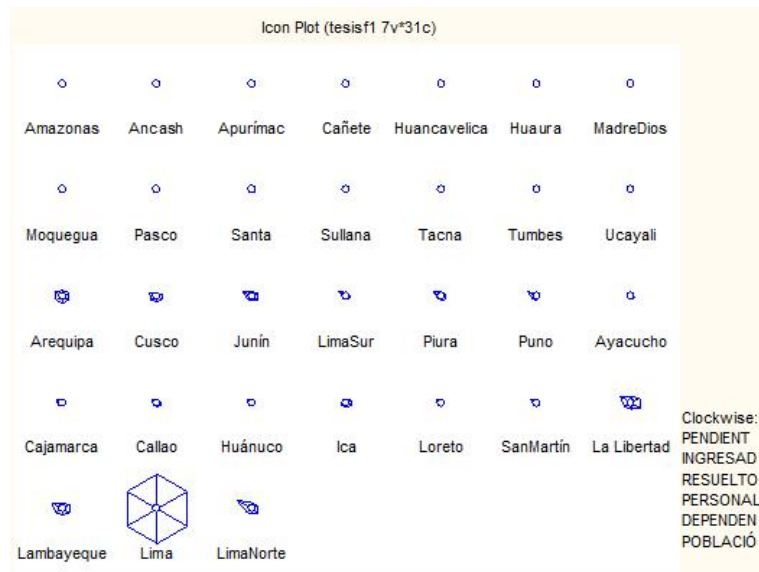 Icon Plot (tesisf1 7v*31c)
Amazonas Ancash Apurímac Cañete Huancavelica Huaura MadreDios
Moquegua Pasco Santa Sullana Tacna Tumbes Ucayali
Arequipa Cusco Junín LimaSur Piura Puno Ayacucho
Cajamarca Callao Huánuco Ica Loreto SanMartín La Libertad
Lambayeque Lima LimaNorte
Clockwise:
PENDIENT
INGRESAD
RESUELTO
PERSONAL
DEPENDEN
POBLACIÓ